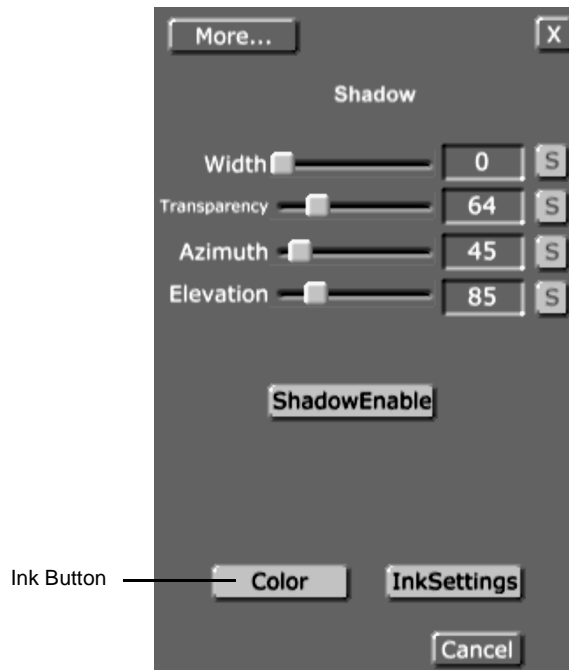 More...
X
Shadow
Width 0 S
Transparency 64 S
Azimuth 45 S
Elevation 85 S
ShadowEnable
Ink Button
Color
InkSettings
Cancel